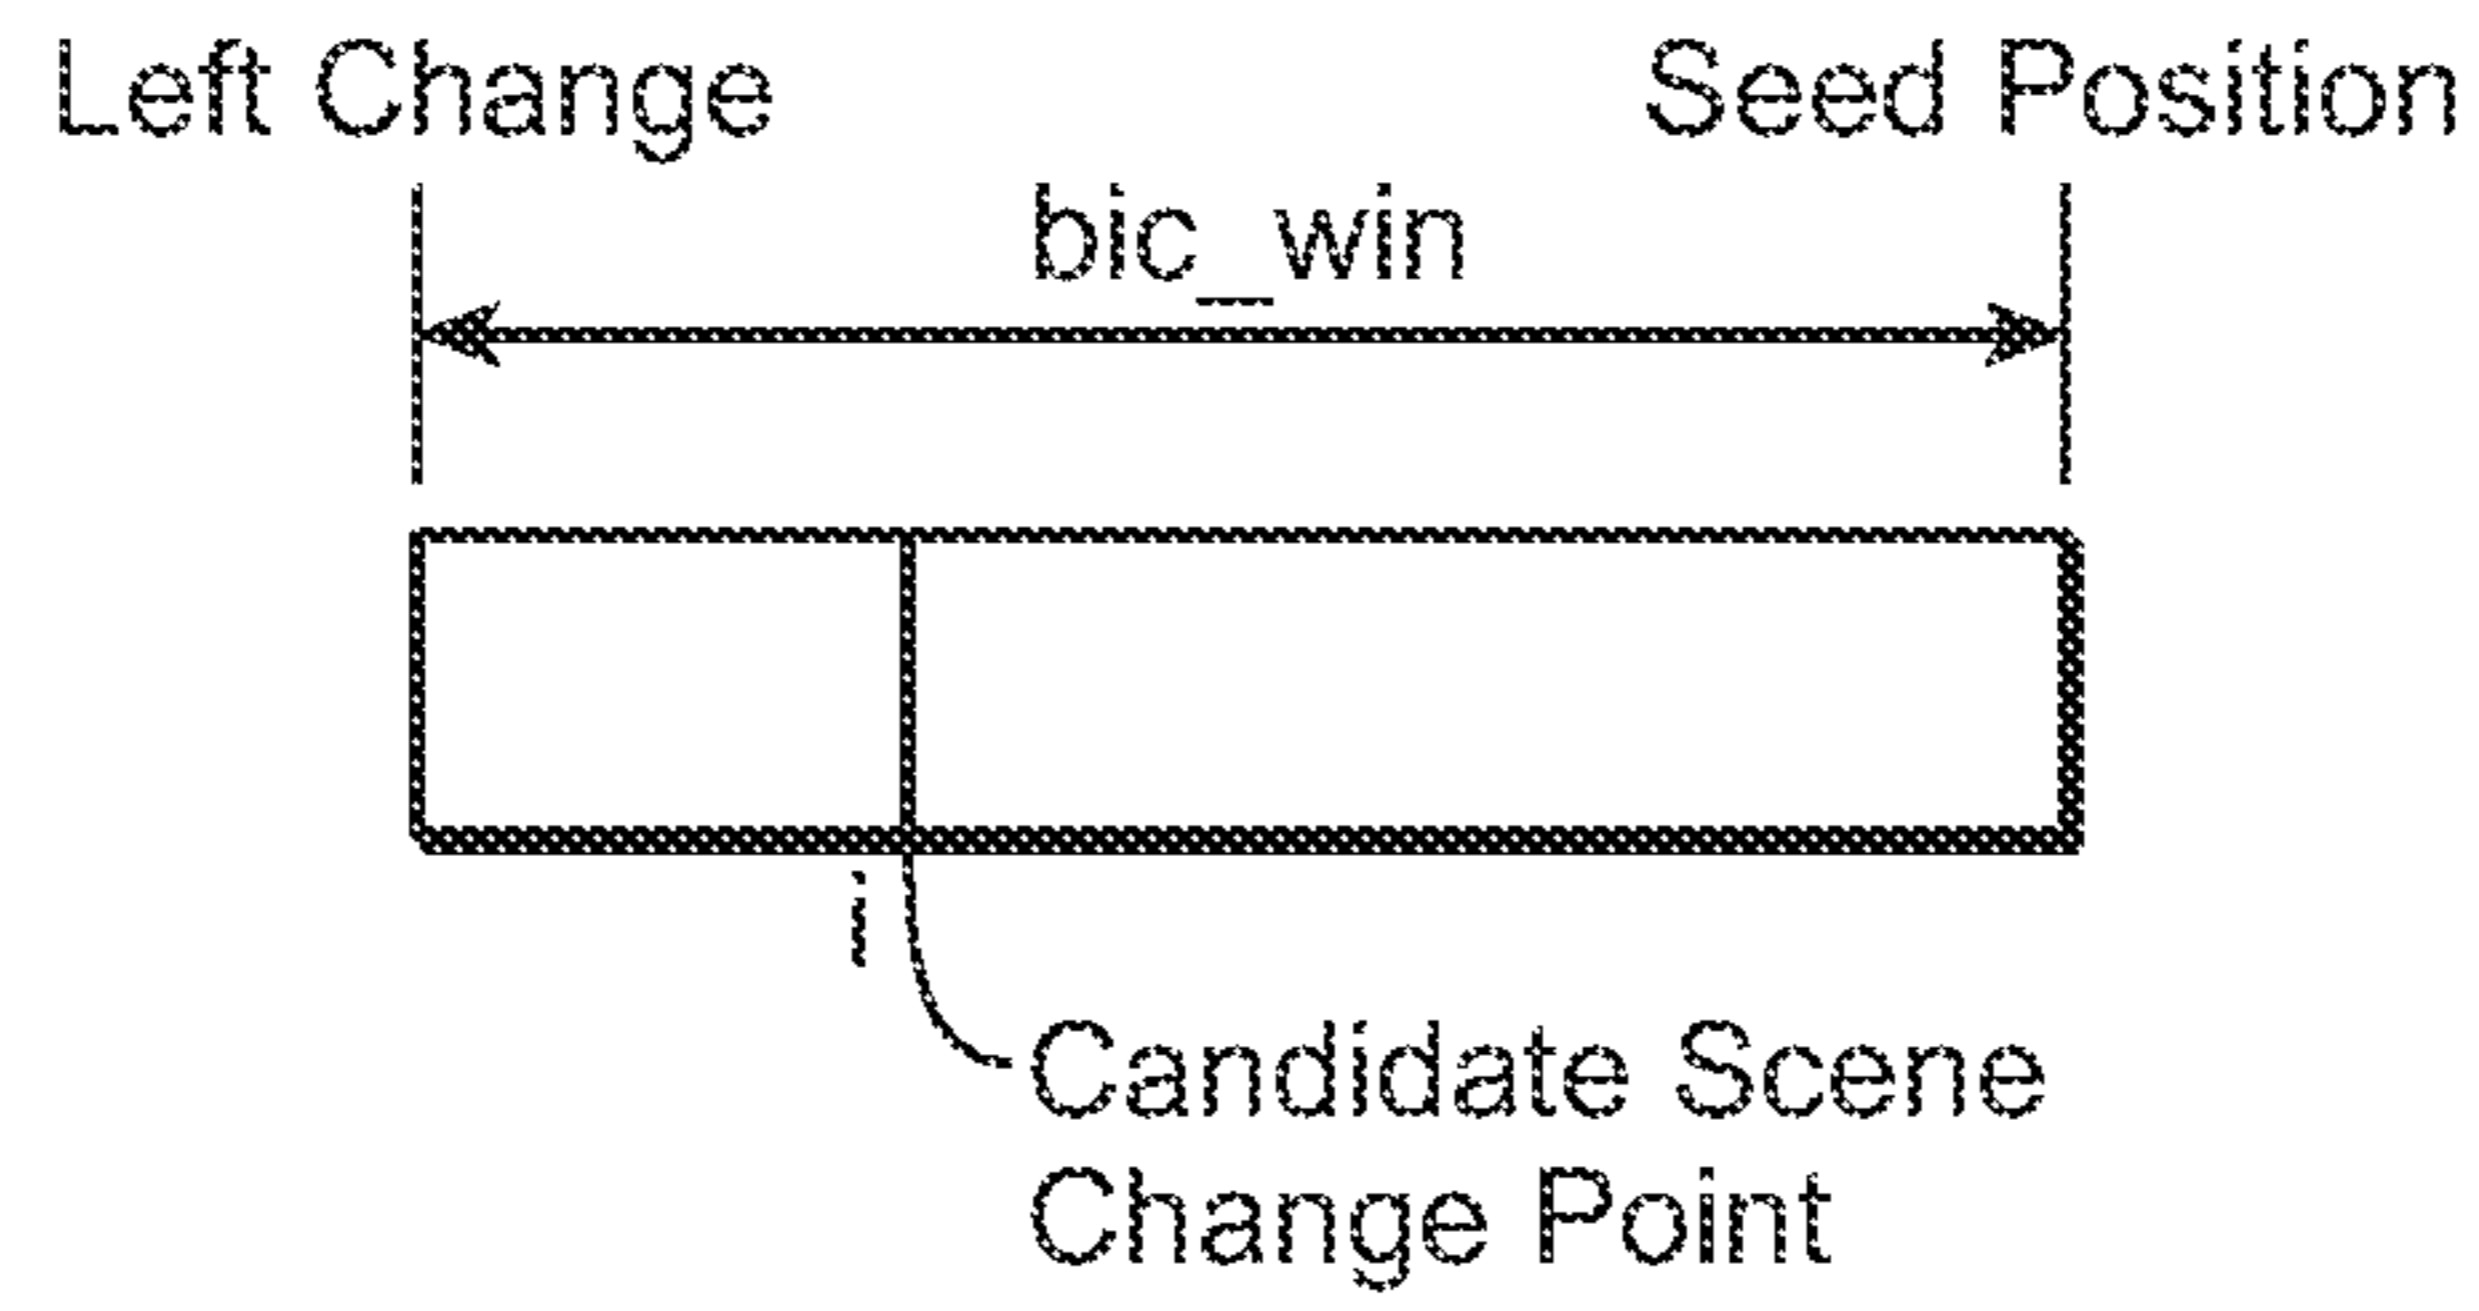 Left Change
Seed Position
bic_win
i
Candidate Scene
Change Point